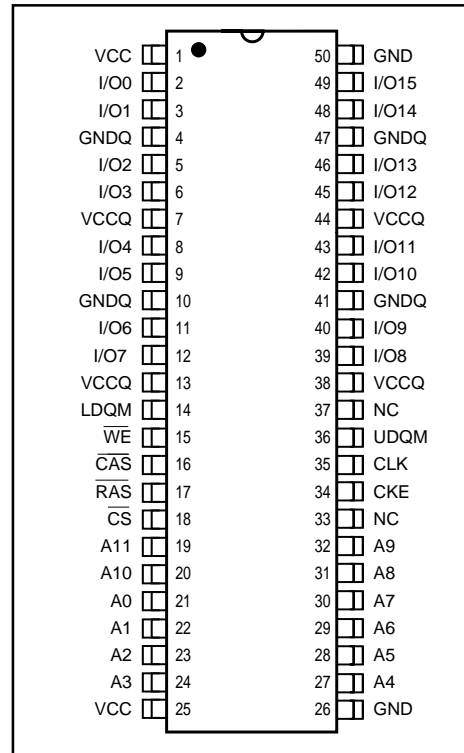 VCC 1 50 GND
I/O0 2 49 I/O15
I/O1 3 48 I/O14
GNDQ 4 47 GNDQ
I/O2 5 46 I/O13
I/O3 6 45 I/O12
VCCQ 7 44 VCCQ
I/O4 8 43 I/O11
I/O5 9 42 I/O10
GNDQ 10 41 GNDQ
I/O6 11 40 I/O9
I/O7 12 39 I/O8
VCCQ 13 38 VCCQ
LDQM 14 37 NC
W̅E̅ 15 36 UDQM
C̅A̅S̅ 16 35 CLK
R̅A̅S̅ 17 34 CKE
C̅S̅ 18 33 NC
A11 19 32 A9
A10 20 31 A8
A0 21 30 A7
A1 22 29 A6
A2 23 28 A5
A3 24 27 A4
VCC 25 26 GND